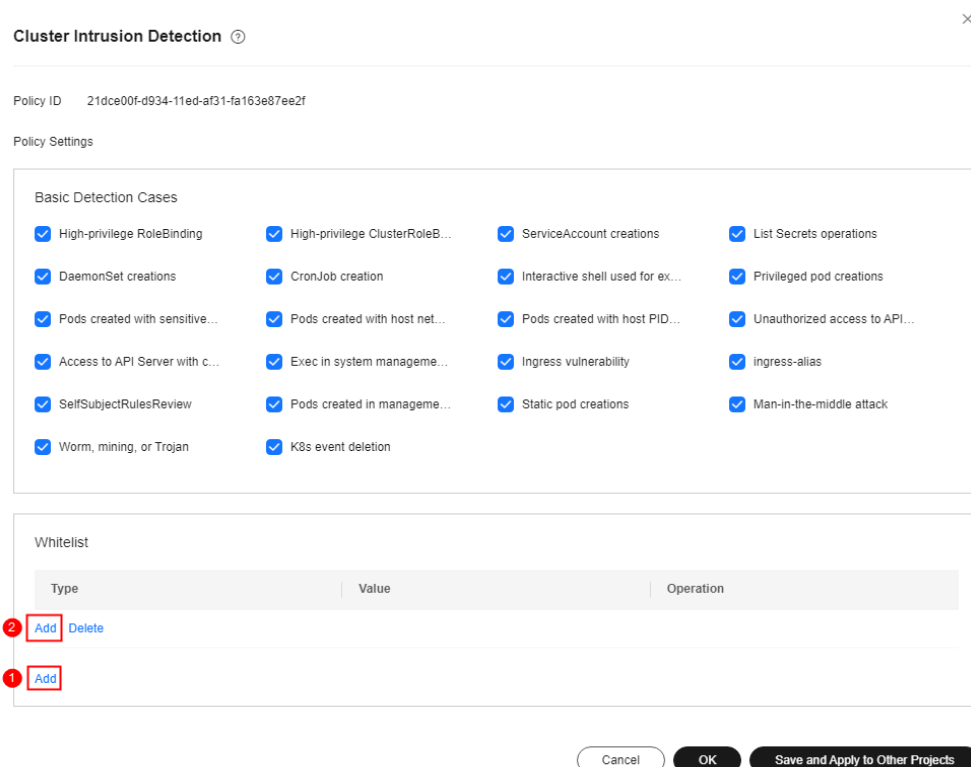 Cluster Intrusion Detection ?
Policy ID 21dce00f-d934-11ed-af31-fa163e87ee2f
Policy Settings
Basic Detection Cases
High-privilege RoleBinding High-privilege ClusterRoleB... ServiceAccount creations List Secrets operations
DaemonSet creations CronJob creation Interactive shell used for ex... Privileged pod creations
Pods created with sensitive... Pods created with host net... Pods created with host PID... Unauthorized access to API...
Access to API Server with c... Exec in system manageme... Ingress vulnerability ingress-alias
SelfSubjectRulesReview Pods created in manageme... Static pod creations Man-in-the-middle attack
Worm, mining, or Trojan K8s event deletion
Whitelist
Type Value Operation
2 Add Delete
1 Add
Cancel OK Save and Apply to Other Projects